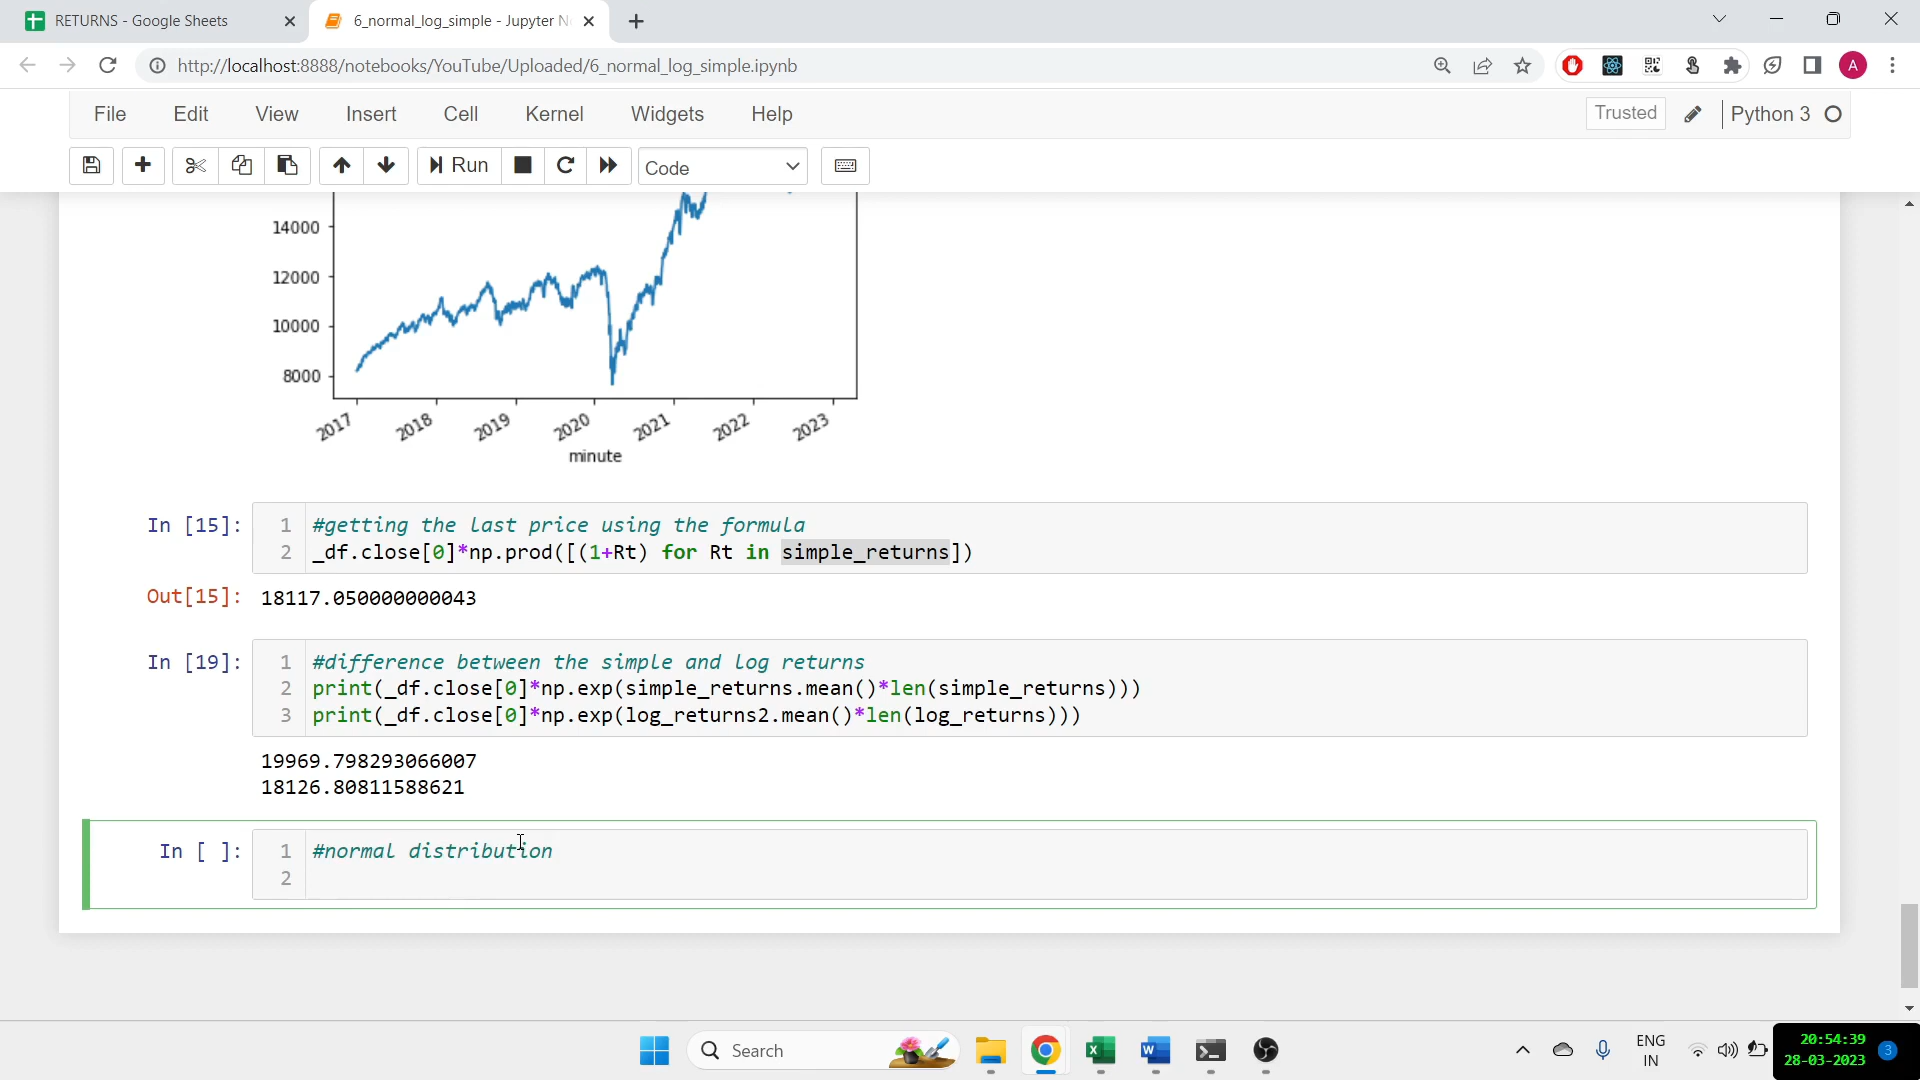 RETURNS - Google Sheets
6_normal_log_simple - Jupyter N
http://localhost:8888/notebooks/YouTube/Uploaded/6_normal_log_simple.ipynb
A
File Edit View Insert Cell Kernel Widgets Help
Trusted
Python 3
Run
Code
14000
12000
10000
8000
2017 2018 2019 2020 2021 2022 2023
minute
In [15]:
1 #getting the last price using the formula
2 _df.close[0]*np.prod([(1+Rt) for Rt in simple_returns])
Out[15]: 18117.050000000043
In [19]:
1 #difference between the simple and log returns
2 print(_df.close[0]*np.exp(simple_returns.mean()*len(simple_returns)))
3 print(_df.close[0]*np.exp(log_returns2.mean()*len(log_returns)))
19969.798293066007
18126.80811588621
In [ ]:
1 #normal distribution
2
Search
ENG
IN
20:54:39
28-03-2023
3